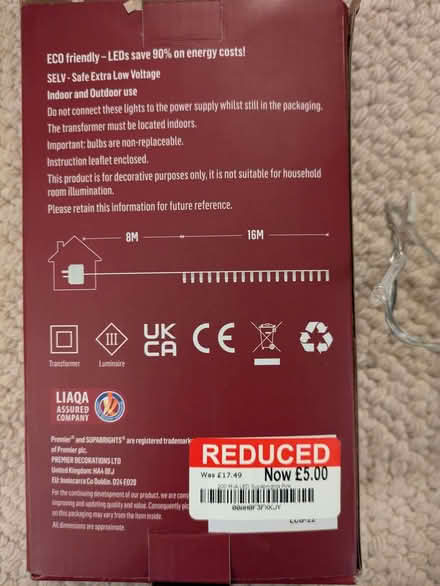 ECO friendly – LEDs save 90% on energy costs!
SELV - Safe Extra Low Voltage
Indoor and Outdoor use
Do not connect these lights to the power supply whilst still in the packaging.
The transformer must be located indoors.
Important: bulbs are non-replaceable.
Instruction leaflet enclosed.
This product is for decorative purposes only, it is not suitable for household
room illumination.
Please retain this information for future reference.
8M 16M
III
UK
CA
CE
Transformer Luminaire
LIAQA
ASSURED
COMPANY
Premier® and SUPABRIGHTS® are registered trademark
of Premier plc.
PREMIER DECORATIONS LTD
United Kingdom: HA4
EU: Dublin. D24 E020
For the continuing development of our product, we are cons
improving and updating quality and value. Consequently pic
on this packaging may vary from the item inside.
All dimensions are approximate.
REDUCED
Was £17.49 Now £5.00